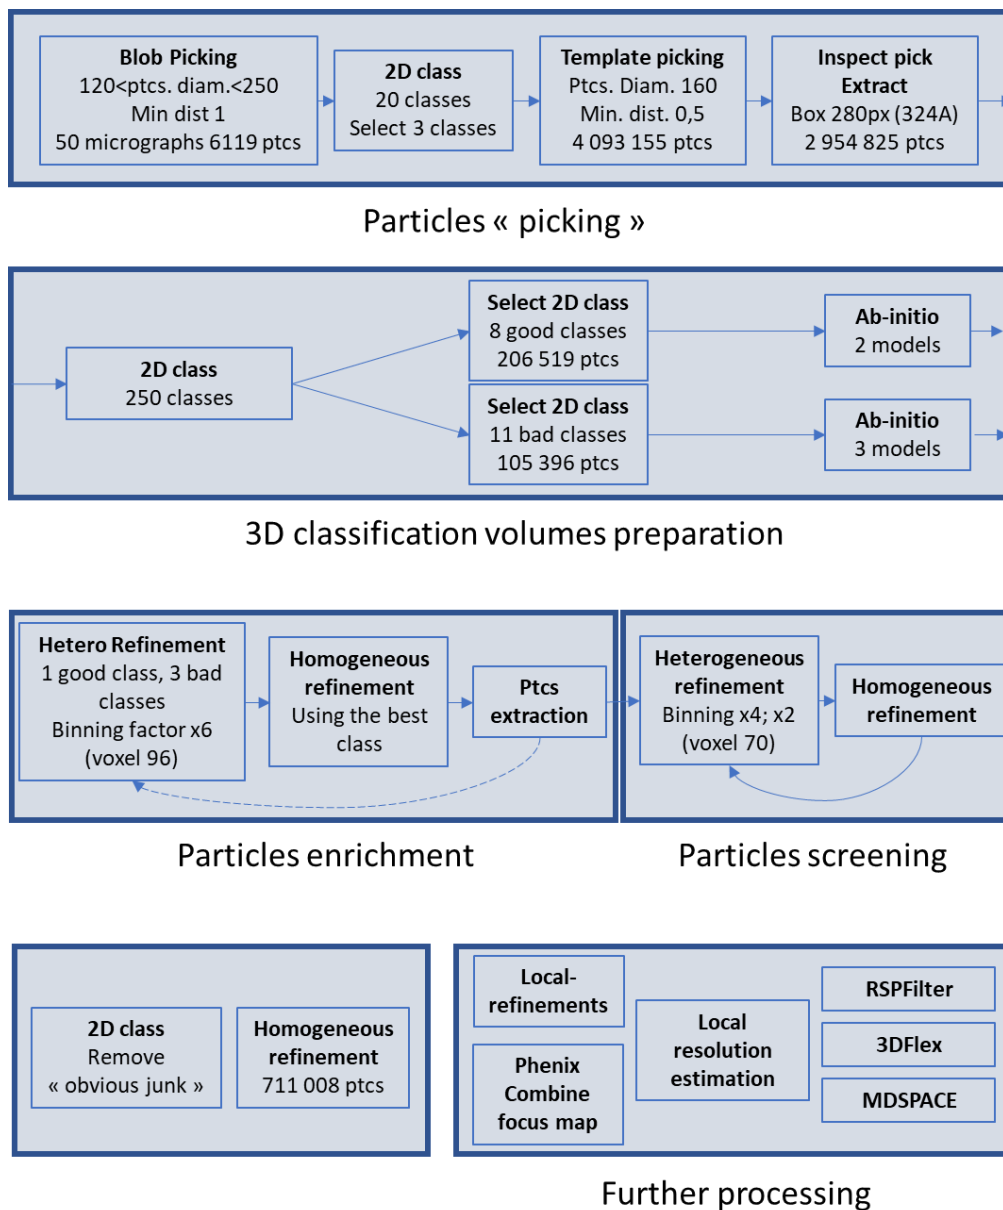 Blob Picking
120<ptcs. diam.<250
Min dist 1
50 micrographs 6119 ptcs
2D class
20 classes
Select 3 classes
Template picking
Ptcs. Diam. 160
Min. dist. 0,5
4 093 155 ptcs
Inspect pick
Extract
Box 280px (324A)
2 954 825 ptcs
Particles « picking »
2D class
250 classes
Select 2D class
8 good classes
206 519 ptcs
Ab-initio
2 models
Select 2D class
11 bad classes
105 396 ptcs
Ab-initio
3 models
3D classification volumes preparation
Hetero Refinement
1 good class, 3 bad
classes
Binning factor x6
(voxel 96)
Homogeneous
refinement
Using the best
class
Ptcs
extraction
Heterogeneous
refinement
Binning x4; x2
(voxel 70)
Homogeneous
refinement
Particles enrichment
Particles screening
2D class
Remove
« obvious junk »
Homogeneous
refinement
711 008 ptcs
Local-
refinements
Phenix
Combine
focus map
Local
resolution
estimation
RSPFilter
3DFlex
MDSPACE
Further processing